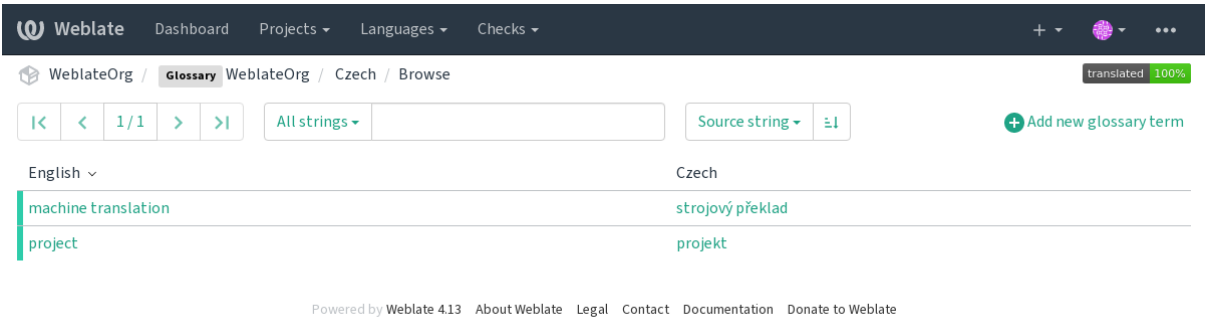 Weblate Dashboard Projects Languages Checks
WeblateOrg / Glossary WeblateOrg / Czech / Browse translated 100%
1 / 1 All strings Source string Add new glossary term
English Czech
machine translation strojový překlad
project projekt
Powered by Weblate 4.13 About Weblate Legal Contact Documentation Donate to Weblate